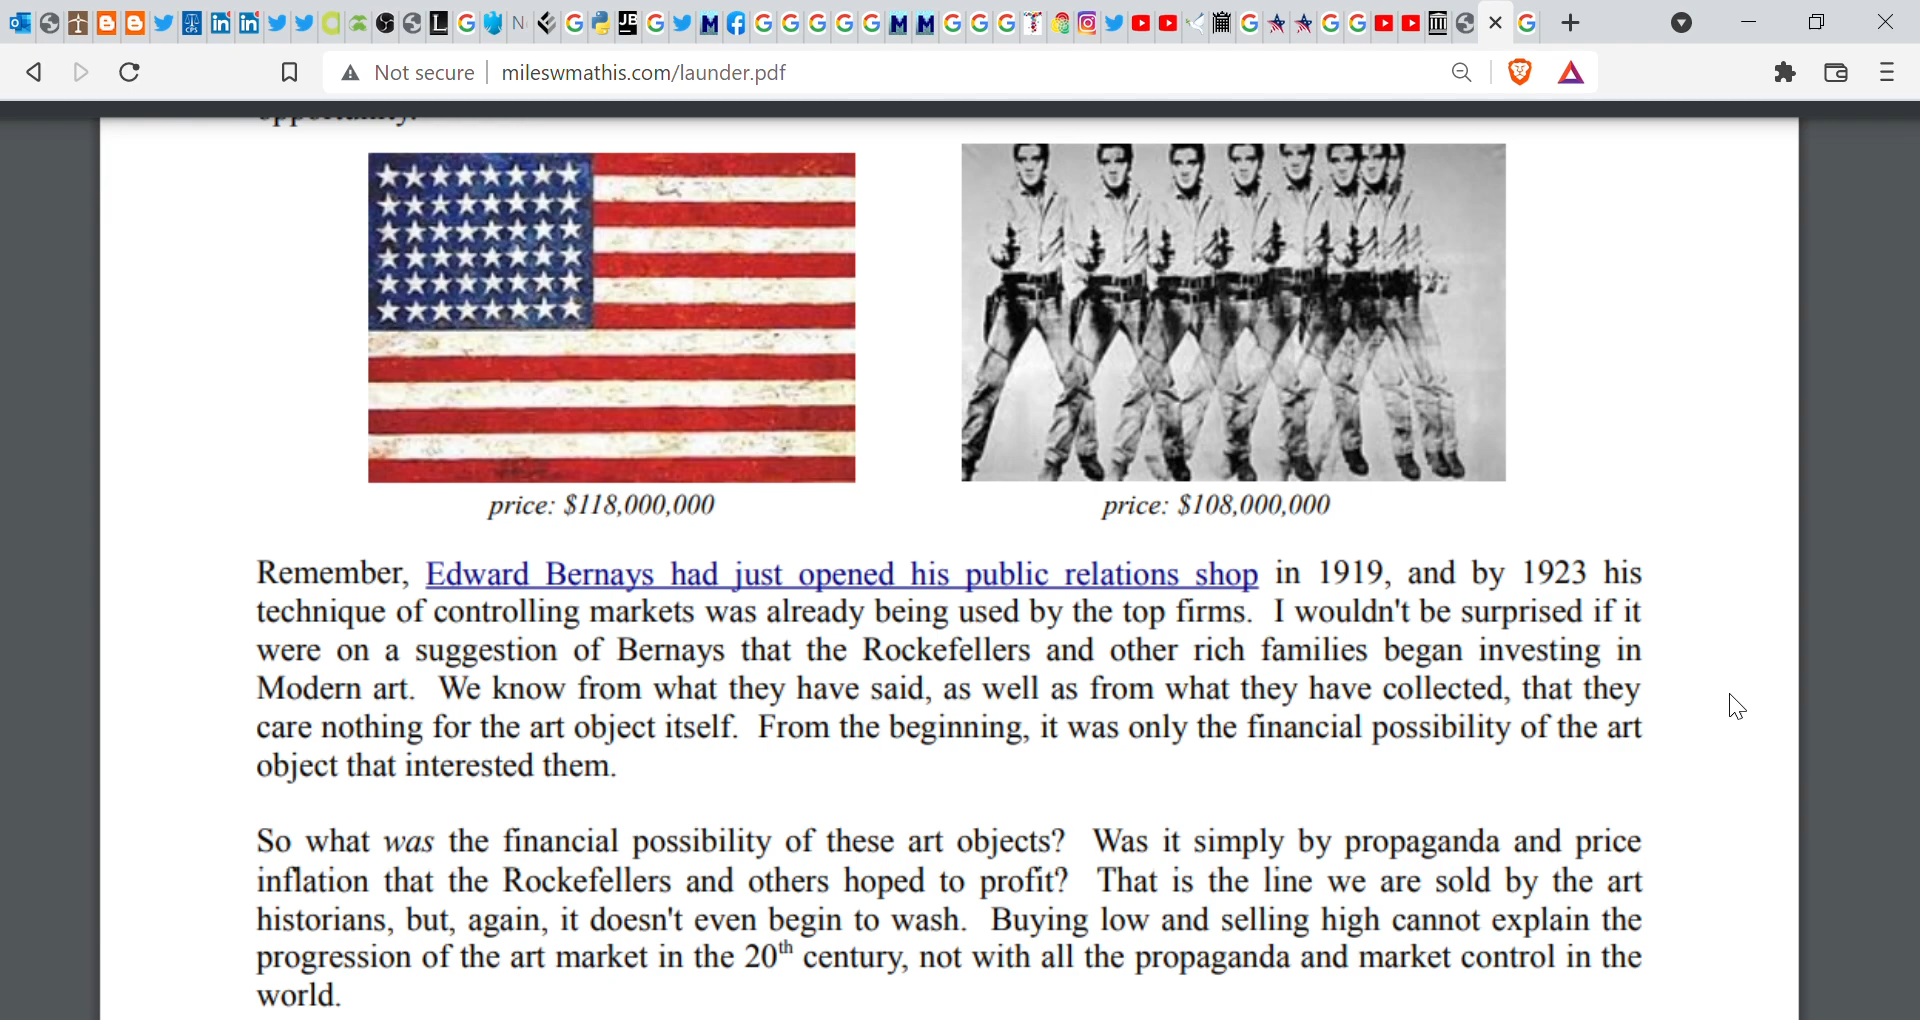 Not secure
mileswmathis.com/launder.pdf
opportunity.
price: $118,000,000
price: $108,000,000
Remember, Edward Bernays had just opened his public relations shop in 1919, and by 1923 his
technique of controlling markets was already being used by the top firms. I wouldn't be surprised if it
were on a suggestion of Bernays that the Rockefellers and other rich families began investing in
Modern art. We know from what they have said, as well as from what they have collected, that they
care nothing for the art object itself. From the beginning, it was only the financial possibility of the art
object that interested them.
So what was the financial possibility of these art objects? Was it simply by propaganda and price
inflation that the Rockefellers and others hoped to profit? That is the line we are sold by the art
historians, but, again, it doesn't even begin to wash. Buying low and selling high cannot explain the
progression of the art market in the 20th century, not with all the propaganda and market control in the
world.